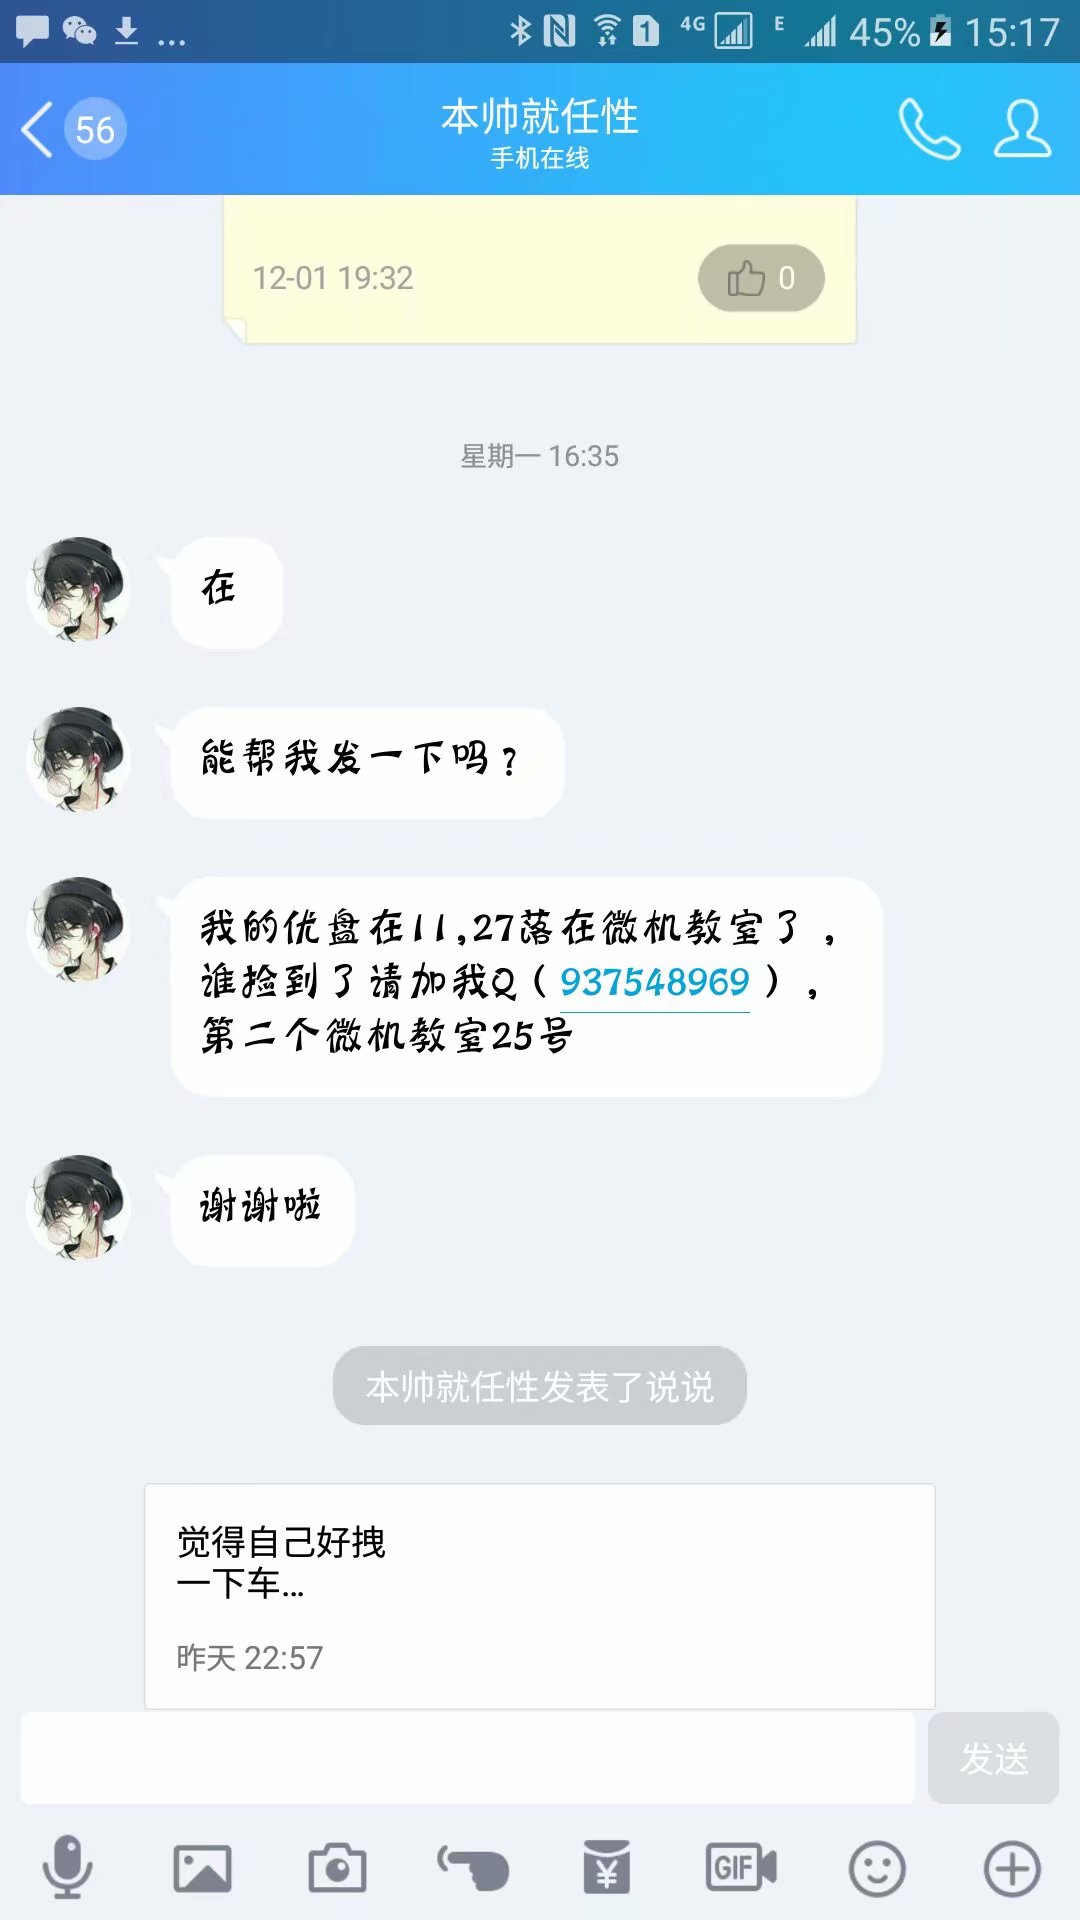 ... 1 4G E 45% 15:17
56
本帅就任性
手机在线
12-01 19:32
0
星期一 16:35
在
能帮我发一下吗？
我的优盘在11,27落在微机教室了，
谁捡到了请加我Q（937548969），
第二个微机教室25号
谢谢啦
本帅就任性发表了说说
觉得自己好拽
一下车...
昨天 22:57
发送
¥
GIF